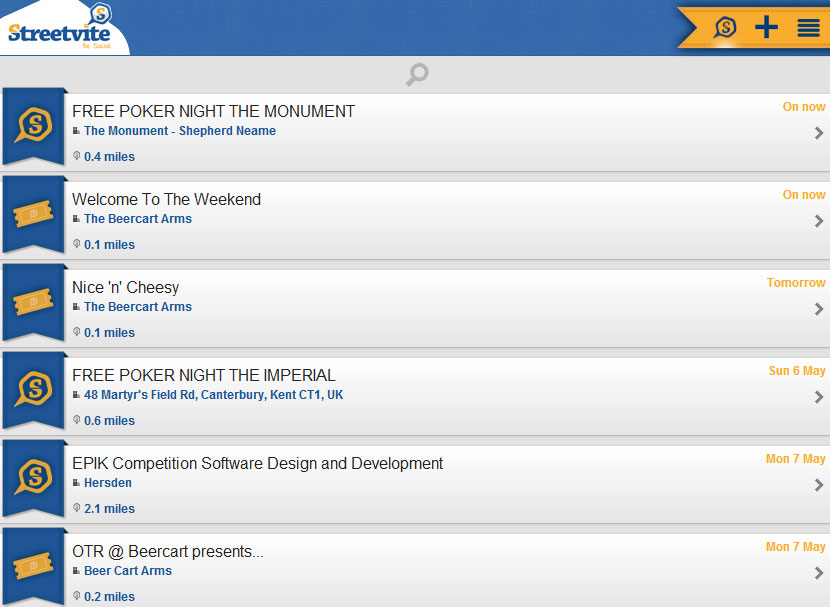 Streetvite
Be Social
FREE POKER NIGHT THE MONUMENT
On now
The Monument - Shepherd Neame
0.4 miles
Welcome To The Weekend
On now
The Beercart Arms
0.1 miles
Nice 'n' Cheesy
Tomorrow
The Beercart Arms
0.1 miles
FREE POKER NIGHT THE IMPERIAL
Sun 6 May
48 Martyr's Field Rd, Canterbury, Kent CT1, UK
0.6 miles
EPIK Competition Software Design and Development
Mon 7 May
Hersden
2.1 miles
OTR @ Beercart presents...
Mon 7 May
Beer Cart Arms
0.2 miles